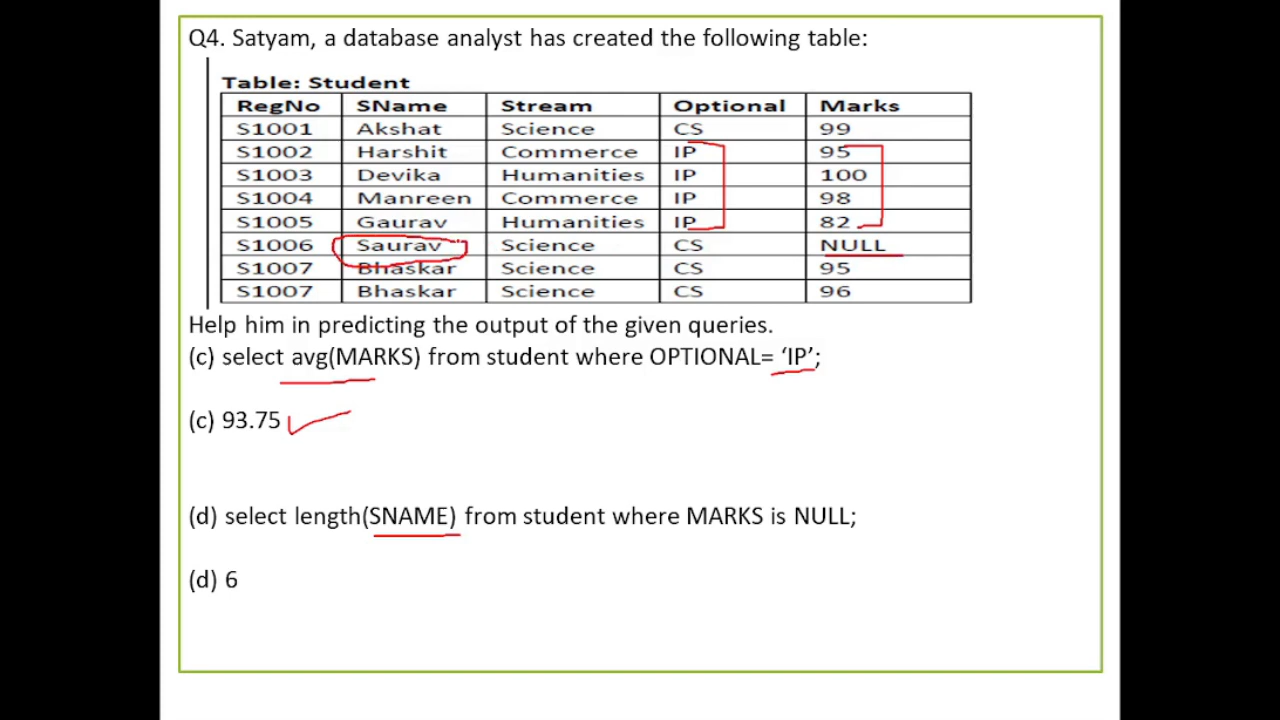 Q4. Satyam, a database analyst has created the following table:
Table: Student
RegNo SName Stream Optional Marks
S1001 Akshat Science CS 99
S1002 Harshit Commerce IP 95
S1003 Devika Humanities IP 100
S1004 Manreen Commerce IP 98
S1005 Gaurav Humanities IP 82
S1006 Saurav Science CS NULL
S1007 Bhaskar Science CS 95
S1007 Bhaskar Science CS 96
Help him in predicting the output of the given queries.
(c) select avg(MARKS) from student where OPTIONAL= ‘IP’;
(c) 93.75
(d) select length(SNAME) from student where MARKS is NULL;
(d) 6